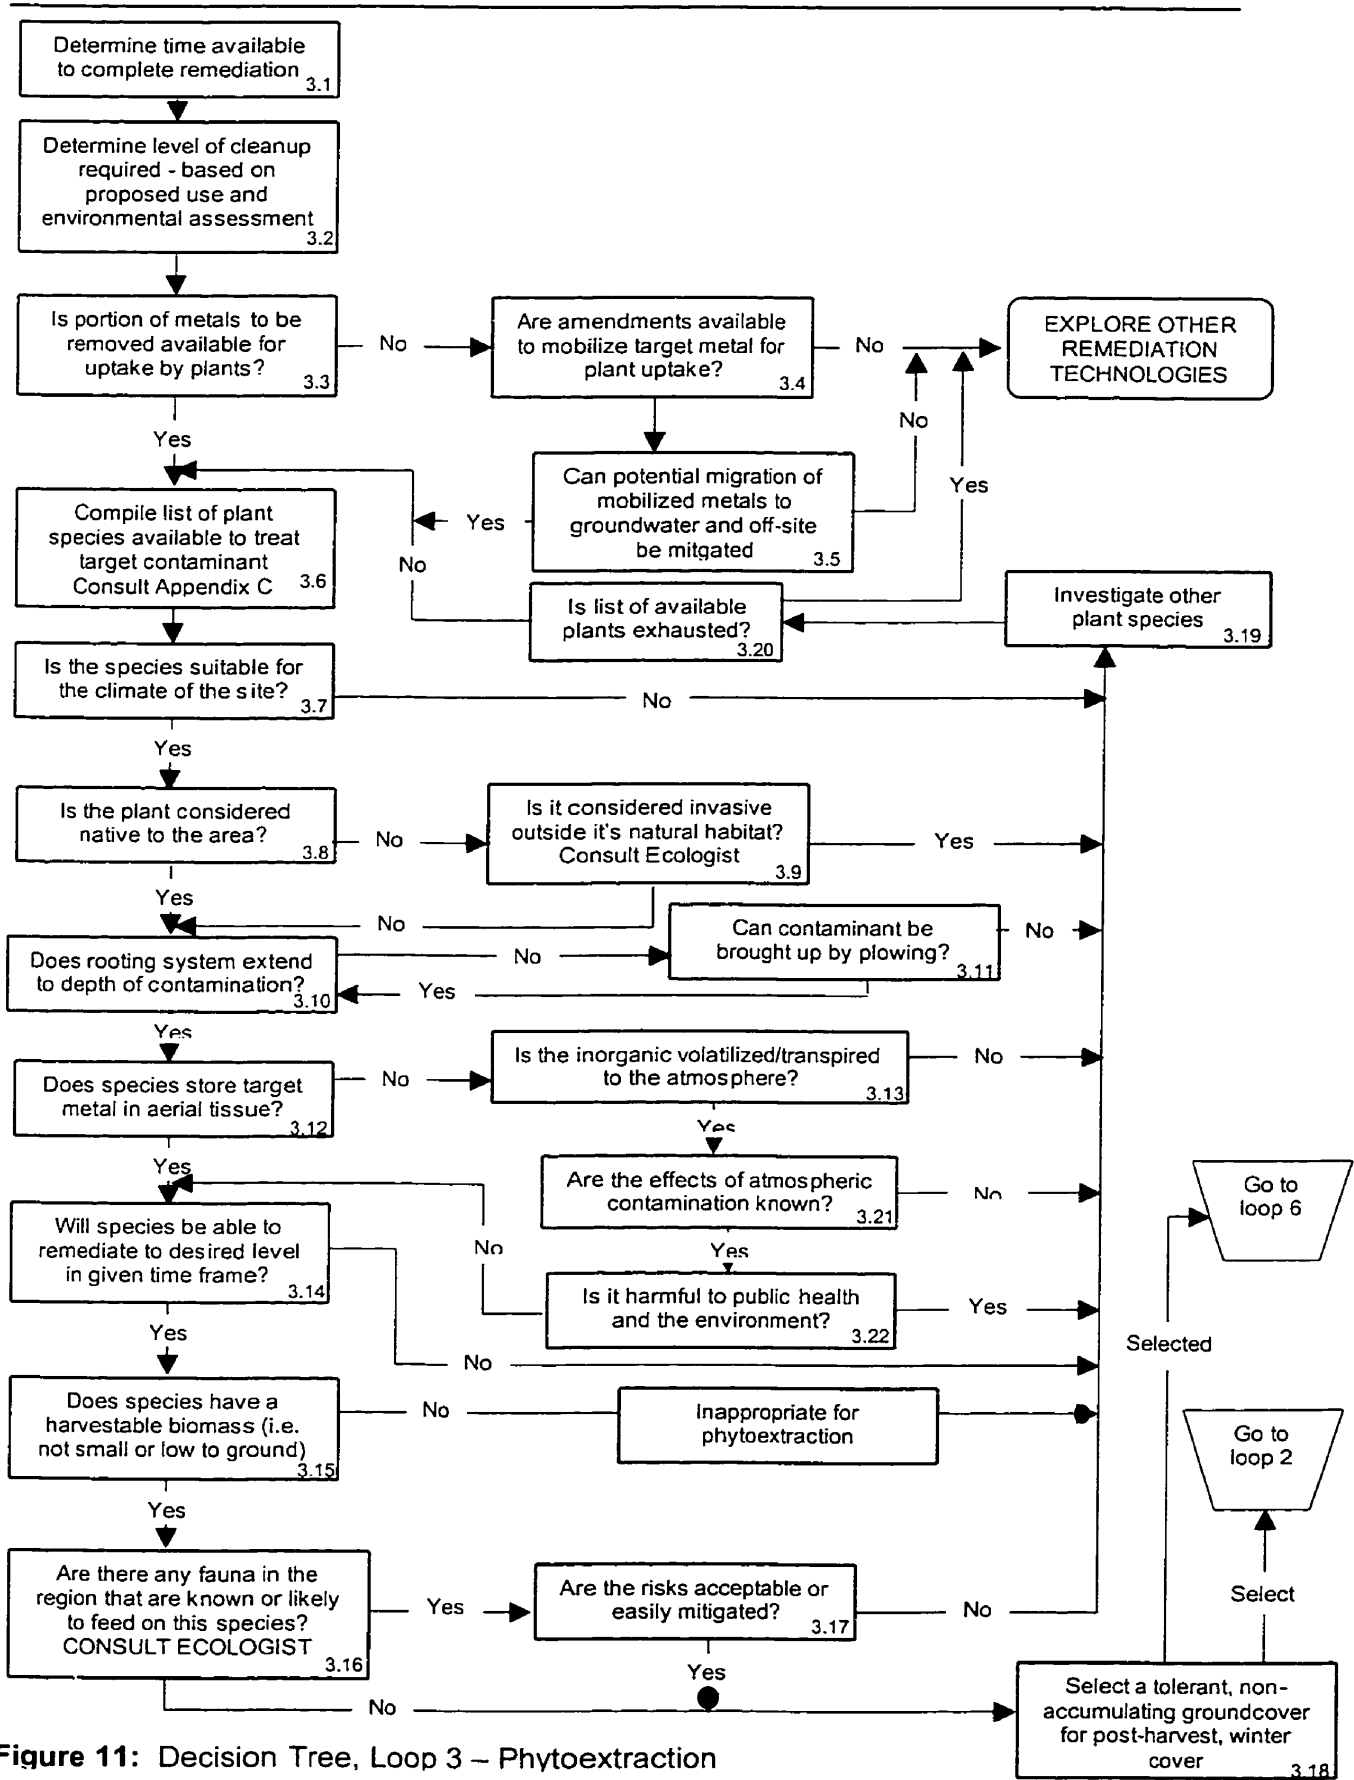 Determine time available
to complete remediation
3.1
Determine level of cleanup
required - based on
proposed use and
environmental assessment
3.2
Is portion of metals to be
removed available for
uptake by plants?
3.3
No
Are amendments available
to mobilize target metal for
plant uptake?
3.4
No
EXPLORE OTHER
REMEDIATION
TECHNOLOGIES
Yes
No
Can potential migration of
mobilized metals to
groundwater and off-site
be mitgated
3.5
Yes
Yes
Compile list of plant
species available to treat
target contaminant
Consult Appendix C
3.6
No
Is list of available
plants exhausted?
3.20
Investigate other
plant species
3.19
Is the species suitable for
the climate of the site?
3.7
No
Yes
Is the plant considered
native to the area?
3.8
No
Is it considered invasive
outside it's natural habitat?
Consult Ecologist
3.9
Yes
Yes
No
Can contaminant be
brought up by plowing?
3.11
No
Does rooting system extend
to depth of contamination?
3.10
No
Yes
Yes
Is the inorganic volatilized/transpired
to the atmosphere?
3.13
No
Does species store target
metal in aerial tissue?
3.12
No
Yes
Yes
Are the effects of atmospheric
contamination known?
3.21
No
Go to
loop 6
Will species be able to
remediate to desired level
in given time frame?
3.14
No
Yes
Is it harmful to public health
and the environment?
3.22
Yes
Yes
No
Selected
Does species have a
harvestable biomass (i.e.
not small or low to ground)
3.15
No
Inappropriate for
phytoextraction
Go to
loop 2
Yes
Are there any fauna in the
region that are known or likely
to feed on this species?
CONSULT ECOLOGIST
3.16
Yes
Are the risks acceptable or
easily mitigated?
3.17
No
Select
Yes
No
Select a tolerant, non-
accumulating groundcover
for post-harvest, winter
cover
3.18
Figure 11: Decision Tree, Loop 3 – Phytoextraction